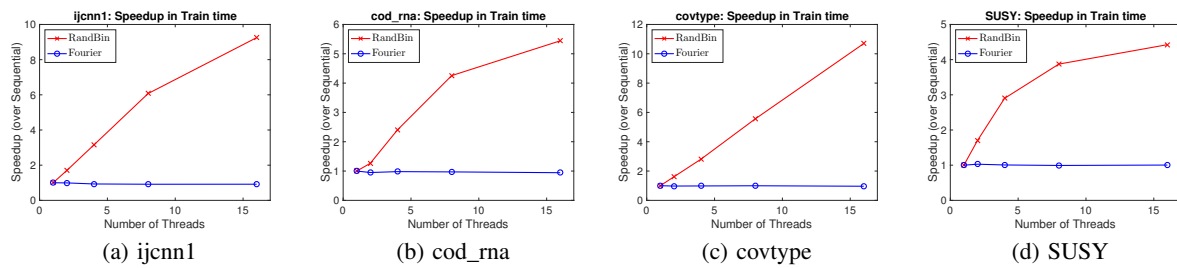 ijcnn1: Speedup in Train time
RandBin
Fourier
Speedup (over Sequential)
0
2
4
6
8
10
0 5 10 15
Number of Threads
(a) ijcnn1
cod_rna: Speedup in Train time
RandBin
Fourier
Speedup (over Sequential)
0
1
2
3
4
5
6
0 5 10 15
Number of Threads
(b) cod_rna
covtype: Speedup in Train time
RandBin
Fourier
Speedup (over Sequential)
0
2
4
6
8
10
12
0 5 10 15
Number of Threads
(c) covtype
SUSY: Speedup in Train time
RandBin
Fourier
Speedup (over Sequential)
0
1
2
3
4
5
0 5 10 15
Number of Threads
(d) SUSY